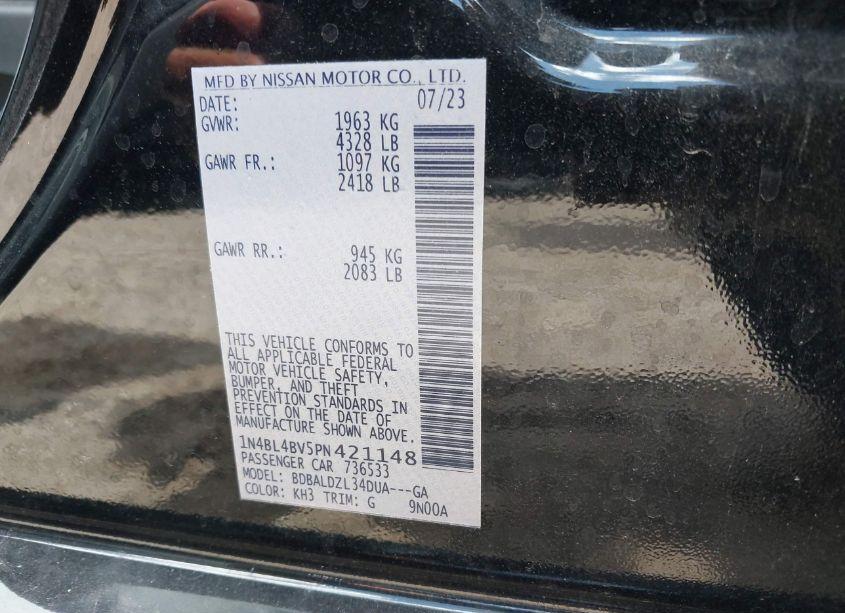 MFD BY NISSAN MOTOR CO., LTD.
DATE: 07/23
GVWR: 1963 KG
4328 LB
GAWR FR.: 1097 KG
2418 LB
GAWR RR.: 945 KG
2083 LB
THIS VEHICLE CONFORMS TO
ALL APPLICABLE FEDERAL
MOTOR VEHICLE SAFETY,
BUMPER, AND THEFT
PREVENTION STANDARDS IN
EFFECT ON THE DATE OF
MANUFACTURE SHOWN ABOVE.
1N4BL4BV5PN421148
PASSENGER CAR 736533
MODEL: BDBALDZL34DUA---GA
COLOR: KH3 TRIM: G 9N00A